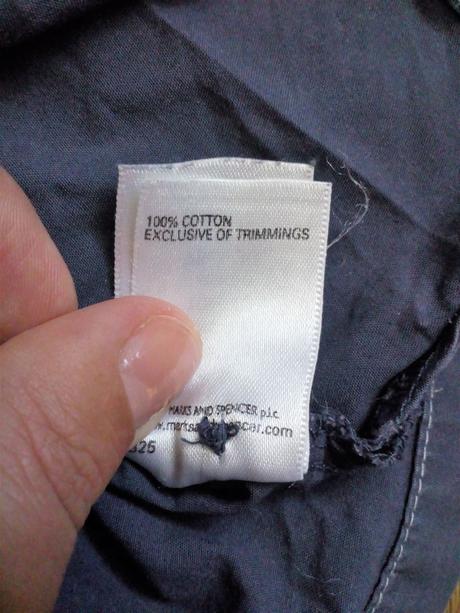 100% COTTON
EXCLUSIVE OF TRIMMINGS
MARKS AND SPENCER p.l.c.